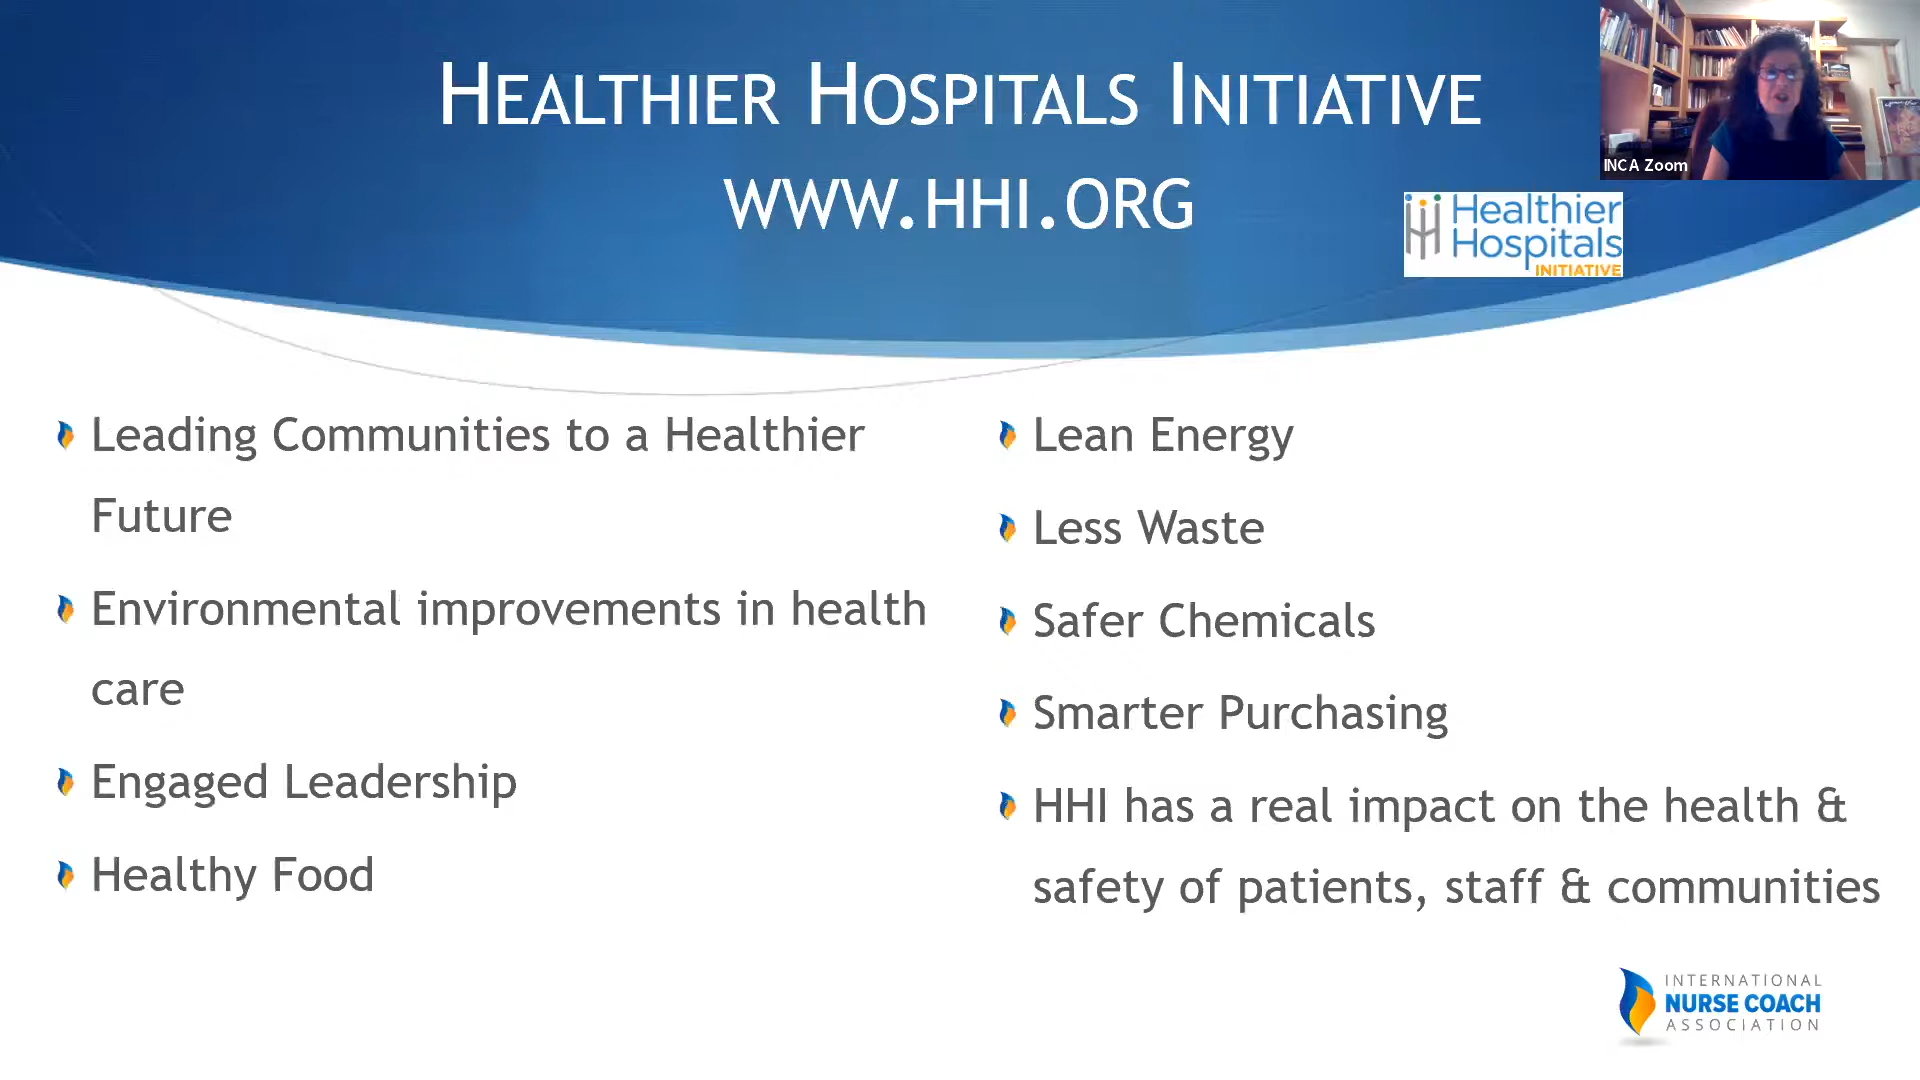 HEALTHIER HOSPITALS INITIATIVE
WWW.HHI.ORG
INCA Zoom
Healthier
Hospitals
INITIATIVE
Leading Communities to a Healthier
Future
Environmental improvements in health
care
Engaged Leadership
Healthy Food
Lean Energy
Less Waste
Safer Chemicals
Smarter Purchasing
HHI has a real impact on the health &
safety of patients, staff & communities
INTERNATIONAL
NURSE COACH
ASSOCIATION